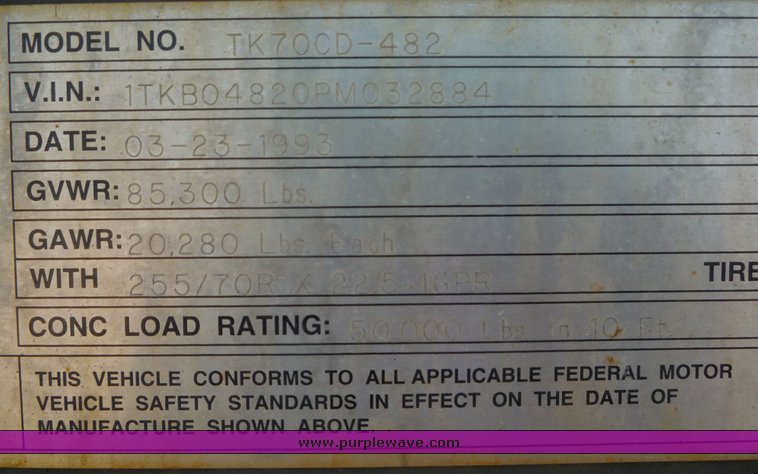 MODEL NO. TK70CD-482
V.I.N.: 1TKB04820PM032884
DATE: 03-23-1993
GVWR: 85,300 Lbs.
GAWR: 20,280 Lbs. Each
WITH 255/70R X 22.5 16PR TIRE
CONC LOAD RATING: 50,000 Lbs in 10 Ft.
THIS VEHICLE CONFORMS TO ALL APPLICABLE FEDERAL MOTOR
VEHICLE SAFETY STANDARDS IN EFFECT ON THE DATE OF
MANUFACTURE SHOWN ABOVE.
www.purplewave.com